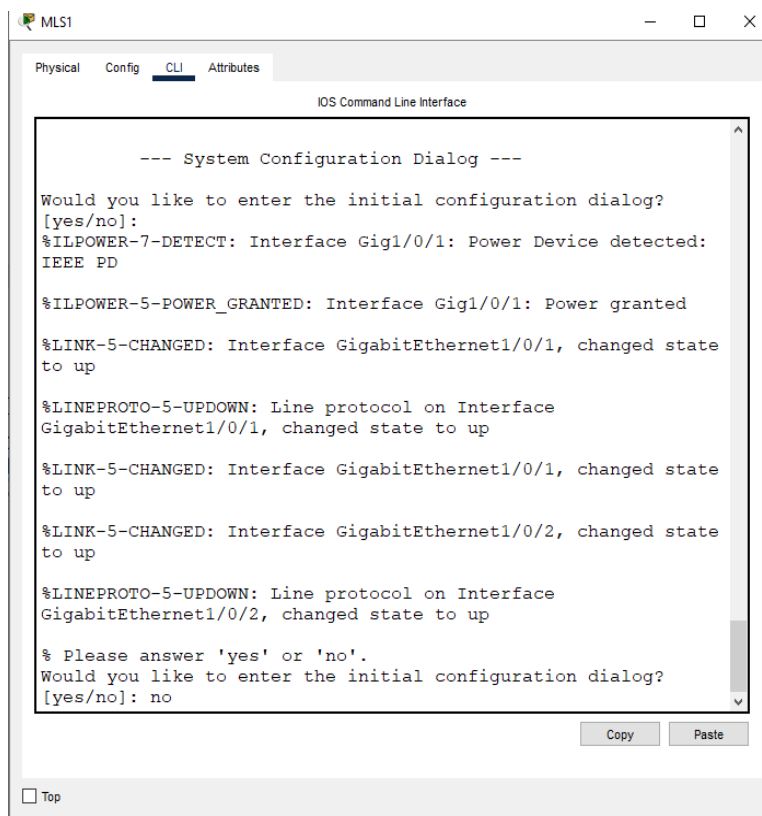 MLS1
Physical Config CLI Attributes
IOS Command Line Interface
--- System Configuration Dialog ---
Would you like to enter the initial configuration dialog?
[yes/no]:
%ILPOWER-7-DETECT: Interface Gig1/0/1: Power Device detected:
IEEE PD
%ILPOWER-5-POWER_GRANTED: Interface Gig1/0/1: Power granted
%LINK-5-CHANGED: Interface GigabitEthernet1/0/1, changed state
to up
%LINEPROTO-5-UPDOWN: Line protocol on Interface
GigabitEthernet1/0/1, changed state to up
%LINK-5-CHANGED: Interface GigabitEthernet1/0/1, changed state
to up
%LINK-5-CHANGED: Interface GigabitEthernet1/0/2, changed state
to up
%LINEPROTO-5-UPDOWN: Line protocol on Interface
GigabitEthernet1/0/2, changed state to up
% Please answer 'yes' or 'no'.
Would you like to enter the initial configuration dialog?
[yes/no]: no
Copy Paste
Top